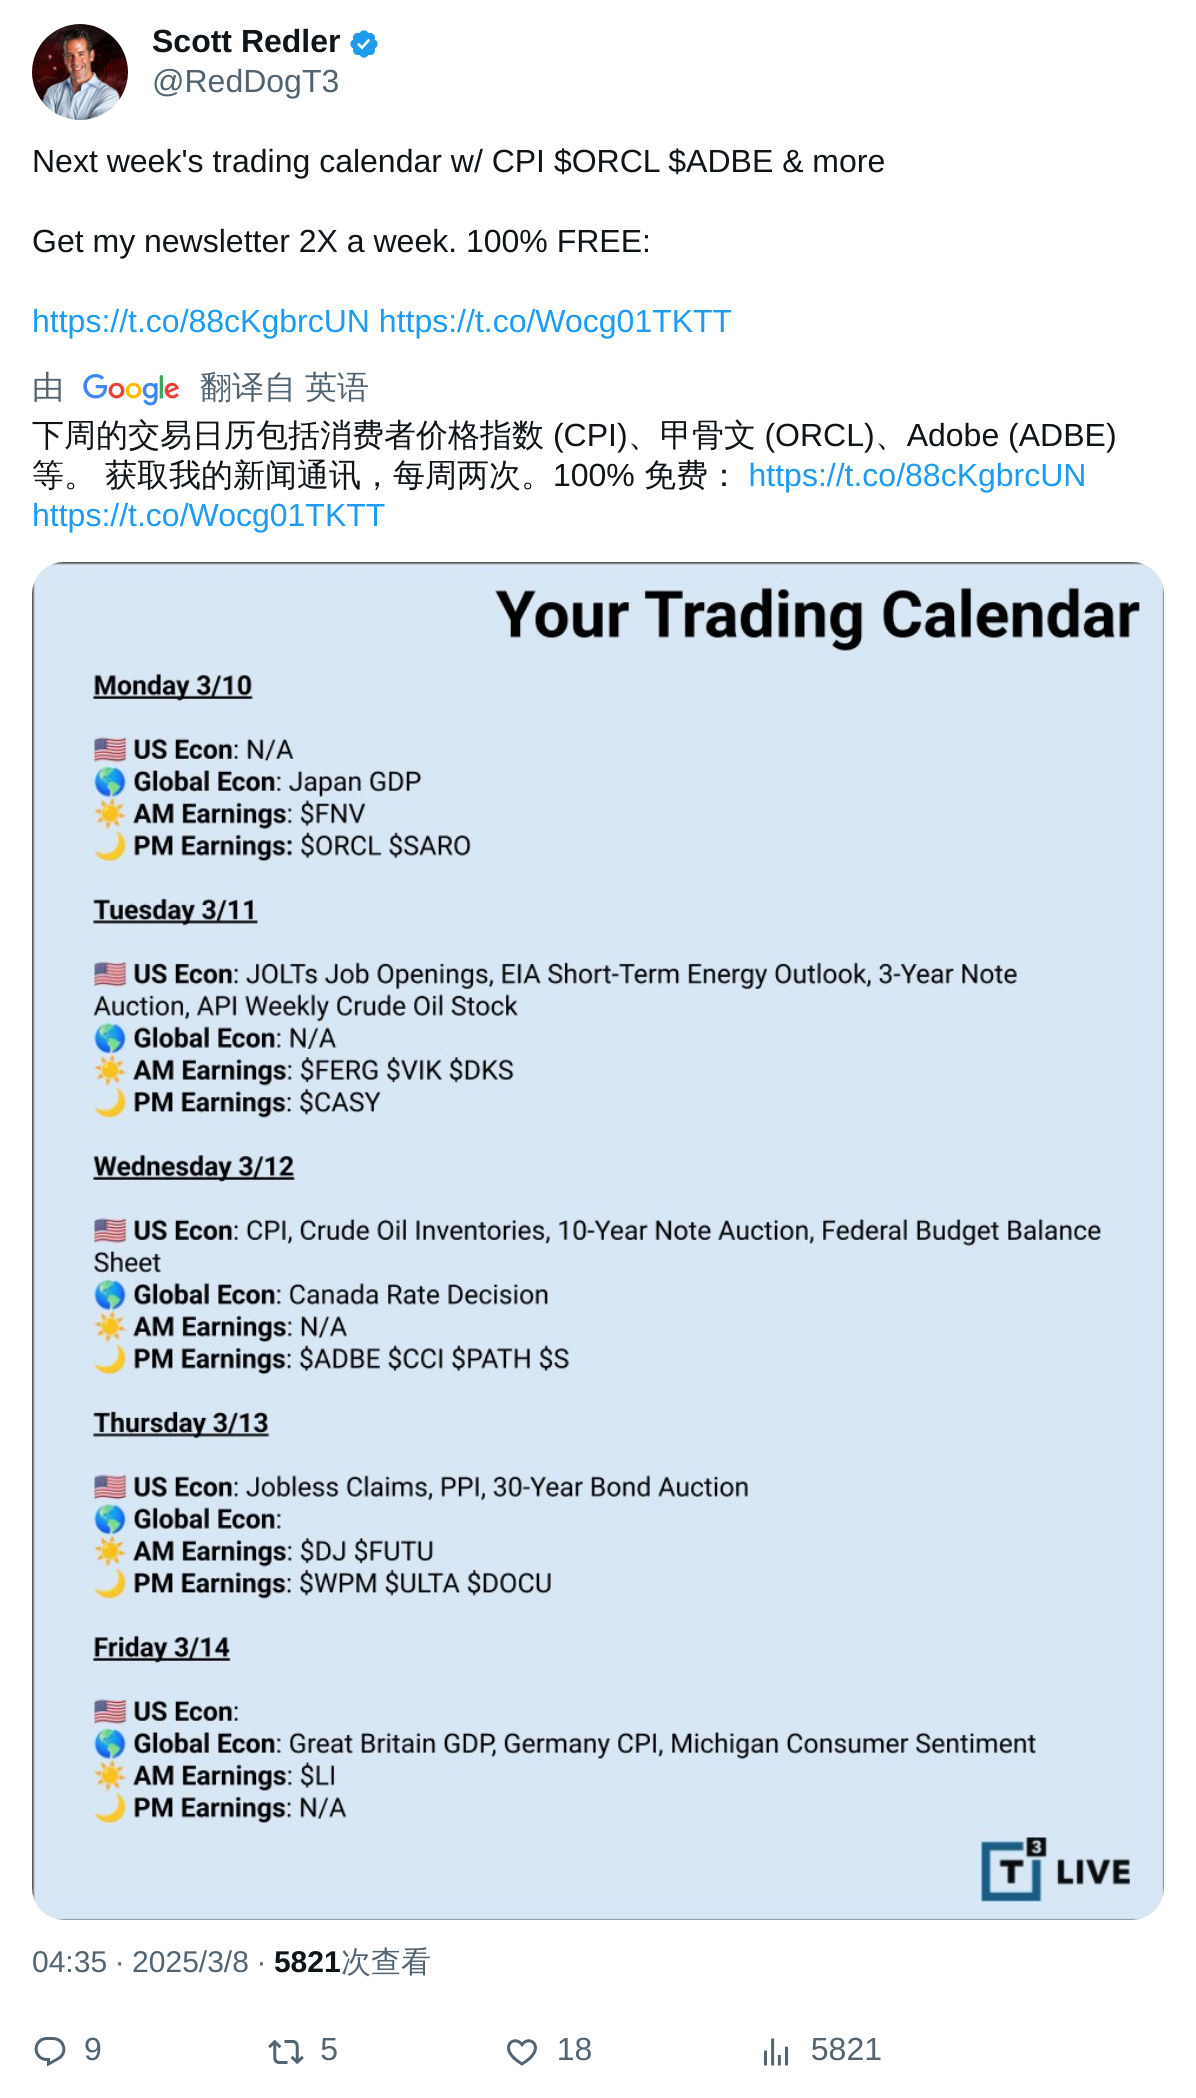 Scott Redler
@RedDogT3
Next week's trading calendar w/ CPI $ORCL $ADBE & more
Get my newsletter 2X a week. 100% FREE:
https://t.co/88cKgbrcUN https://t.co/Wocg01TKTT
由 Google 翻译自 英语
下周的交易日历包括消费者价格指数 (CPI)、甲骨文 (ORCL)、Adobe (ADBE)
等。 获取我的新闻通讯，每周两次。100% 免费： https://t.co/88cKgbrcUN
https://t.co/Wocg01TKTT
Your Trading Calendar
Monday 3/10
🇺🇸 US Econ: N/A
🌎 Global Econ: Japan GDP
☀️ AM Earnings: $FNV
🌙 PM Earnings: $ORCL $SARO
Tuesday 3/11
🇺🇸 US Econ: JOLTs Job Openings, EIA Short-Term Energy Outlook, 3-Year Note
Auction, API Weekly Crude Oil Stock
🌎 Global Econ: N/A
☀️ AM Earnings: $FERG $VIK $DKS
🌙 PM Earnings: $CASY
Wednesday 3/12
🇺🇸 US Econ: CPI, Crude Oil Inventories, 10-Year Note Auction, Federal Budget Balance
Sheet
🌎 Global Econ: Canada Rate Decision
☀️ AM Earnings: N/A
🌙 PM Earnings: $ADBE $CCI $PATH $S
Thursday 3/13
🇺🇸 US Econ: Jobless Claims, PPI, 30-Year Bond Auction
🌎 Global Econ:
☀️ AM Earnings: $DJ $FUTU
🌙 PM Earnings: $WPM $ULTA $DOCU
Friday 3/14
🇺🇸 US Econ:
🌎 Global Econ: Great Britain GDP, Germany CPI, Michigan Consumer Sentiment
☀️ AM Earnings: $LI
🌙 PM Earnings: N/A
T3 LIVE
04:35 · 2025/3/8 · 5821次查看
9 5 18 5821